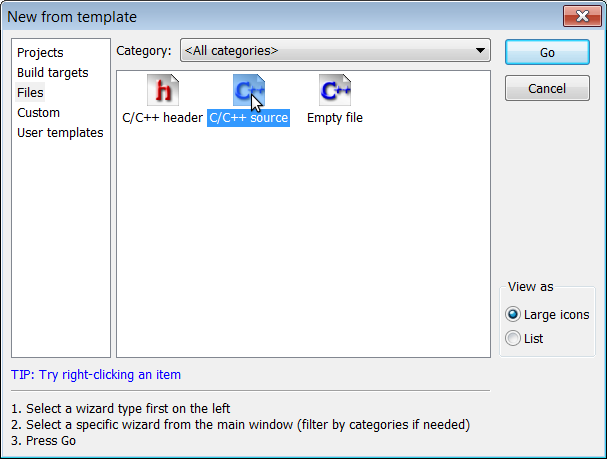 New from template
Projects
Build targets
Files
Custom
User templates
Category: <All categories>
Go
Cancel
h
C++
C++
C/C++ header
C/C++ source
Empty file
View as
Large icons
List
TIP: Try right-clicking an item
1. Select a wizard type first on the left
2. Select a specific wizard from the main window (filter by categories if needed)
3. Press Go